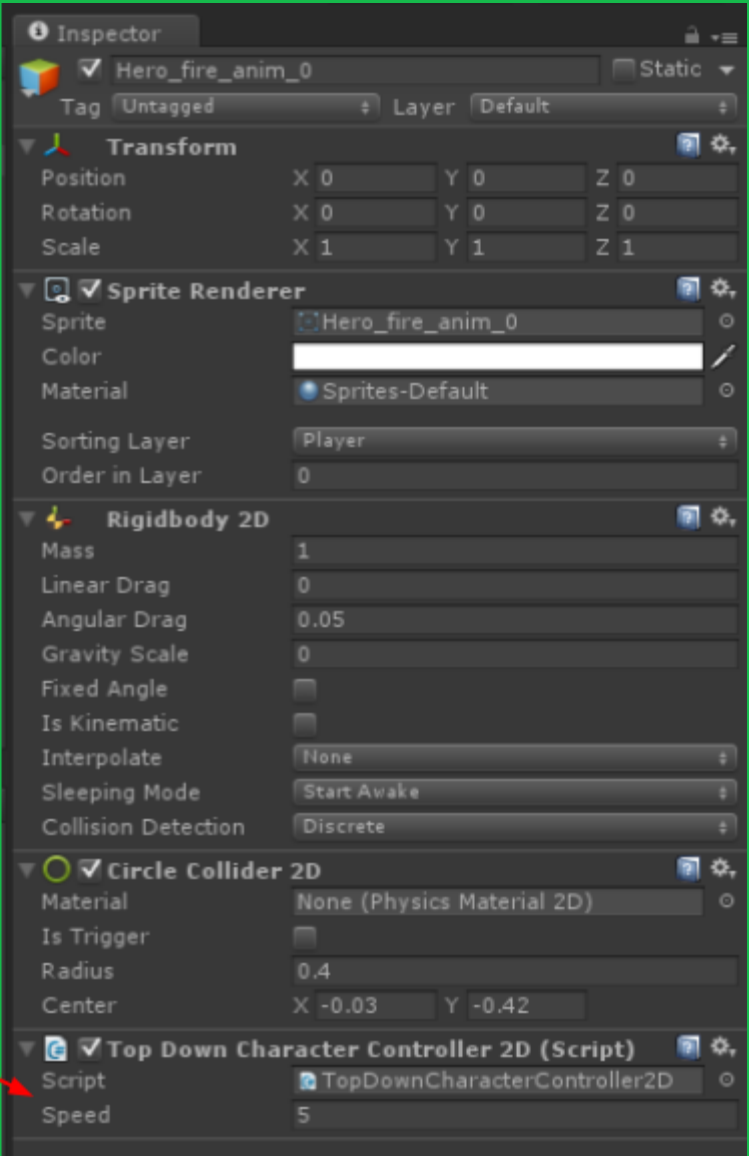 Inspector
Hero_fire_anim_0 Static
Tag Untagged Layer Default
Transform
Position X 0 Y 0 Z 0
Rotation X 0 Y 0 Z 0
Scale X 1 Y 1 Z 1
Sprite Renderer
Sprite Hero_fire_anim_0
Color
Material Sprites-Default
Sorting Layer Player
Order in Layer 0
Rigidbody 2D
Mass 1
Linear Drag 0
Angular Drag 0.05
Gravity Scale 0
Fixed Angle
Is Kinematic
Interpolate None
Sleeping Mode Start Awake
Collision Detection Discrete
Circle Collider 2D
Material None (Physics Material 2D)
Is Trigger
Radius 0.4
Center X -0.03 Y -0.42
Top Down Character Controller 2D (Script)
Script TopDownCharacterController2D
Speed 5